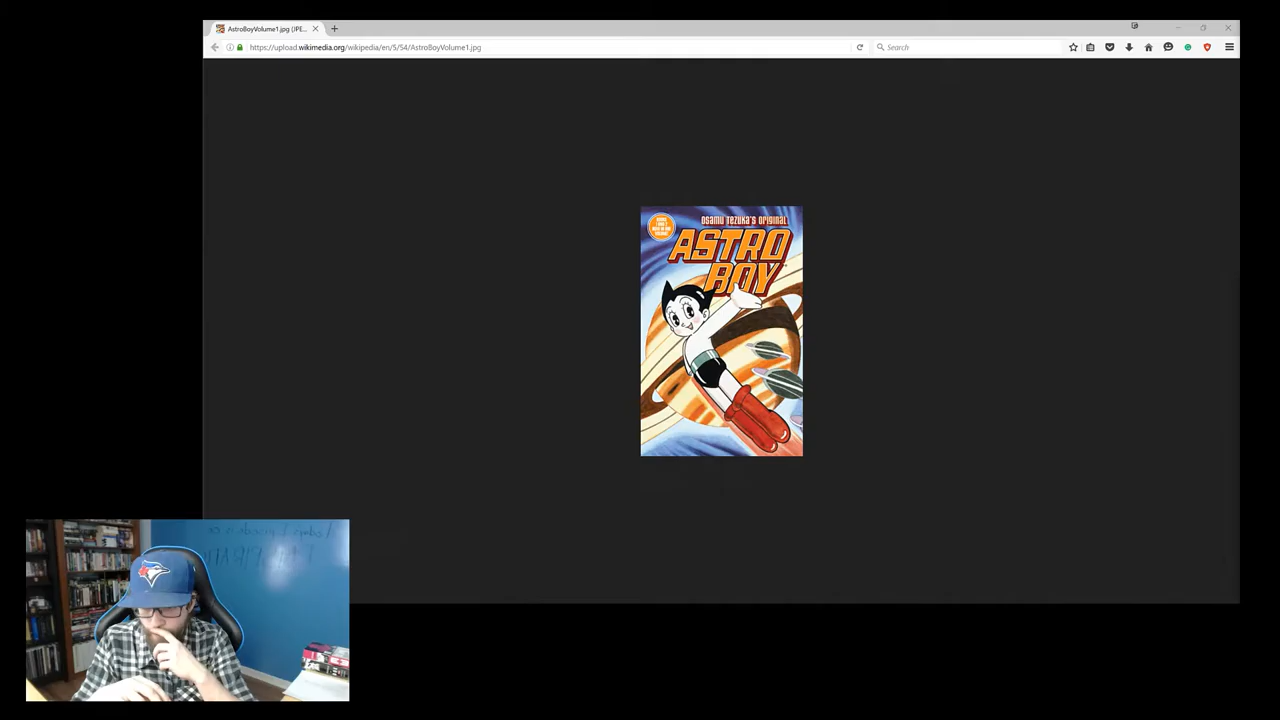 AstroBoyVolume1.jpg (JPE...
https://upload.wikimedia.org/wikipedia/en/5/54/AstroBoyVolume1.jpg
Search
OSAMU TEZUKA'S ORIGINAL
ASTRO
BOY